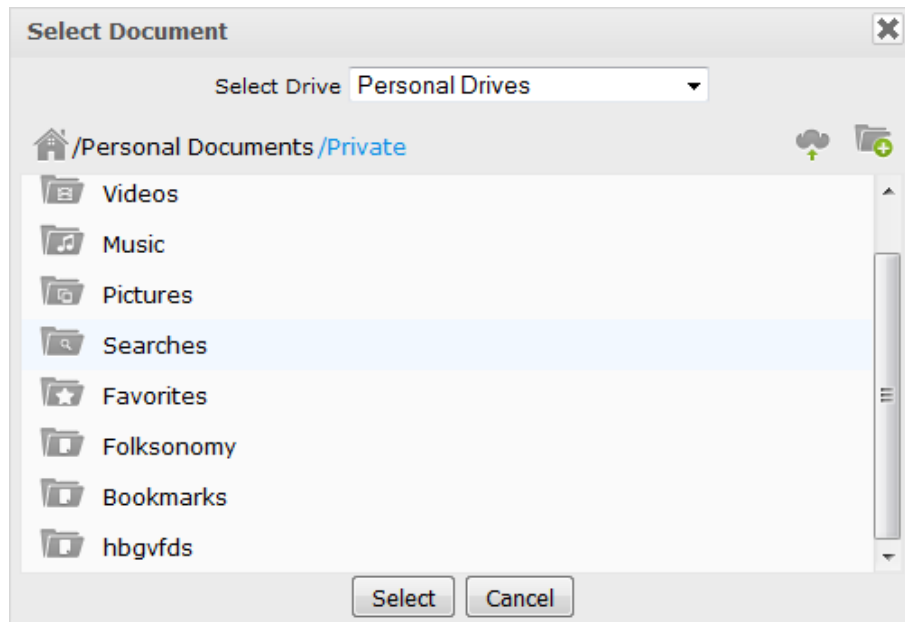 Select Document
Select Drive Personal Drives
/Personal Documents /Private
Videos
Music
Pictures
Searches
Favorites
Folksonomy
Bookmarks
hbgvfds
Select Cancel